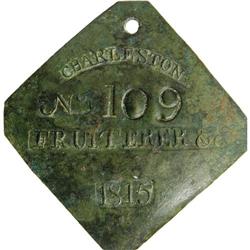 CHARLESTON
No 109
FRUITERER &c
1815